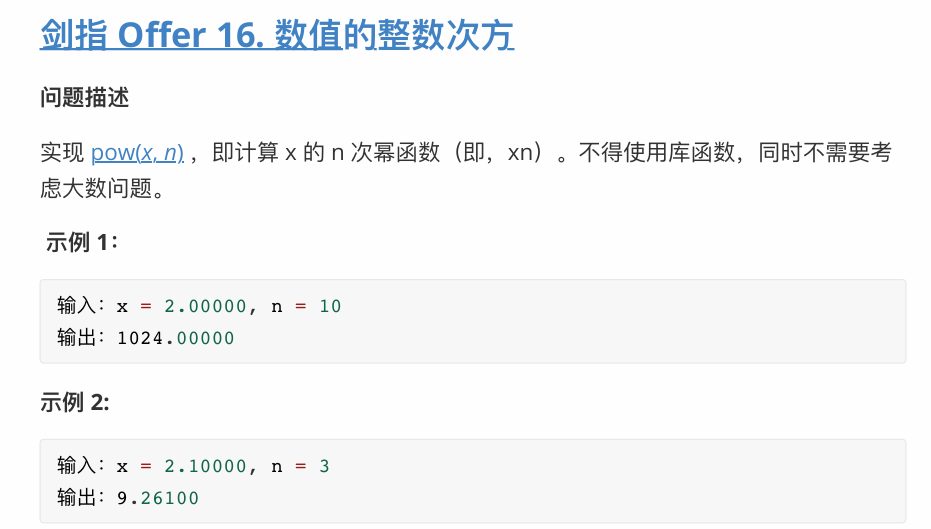 剑指 Offer 16. 数值的整数次方
问题描述
实现 pow(x, n) ，即计算 x 的 n 次幂函数（即，xn）。不得使用库函数，同时不需要考
虑大数问题。
示例 1：
输入：x = 2.00000, n = 10
输出：1024.00000
示例 2:
输入：x = 2.10000, n = 3
输出：9.26100